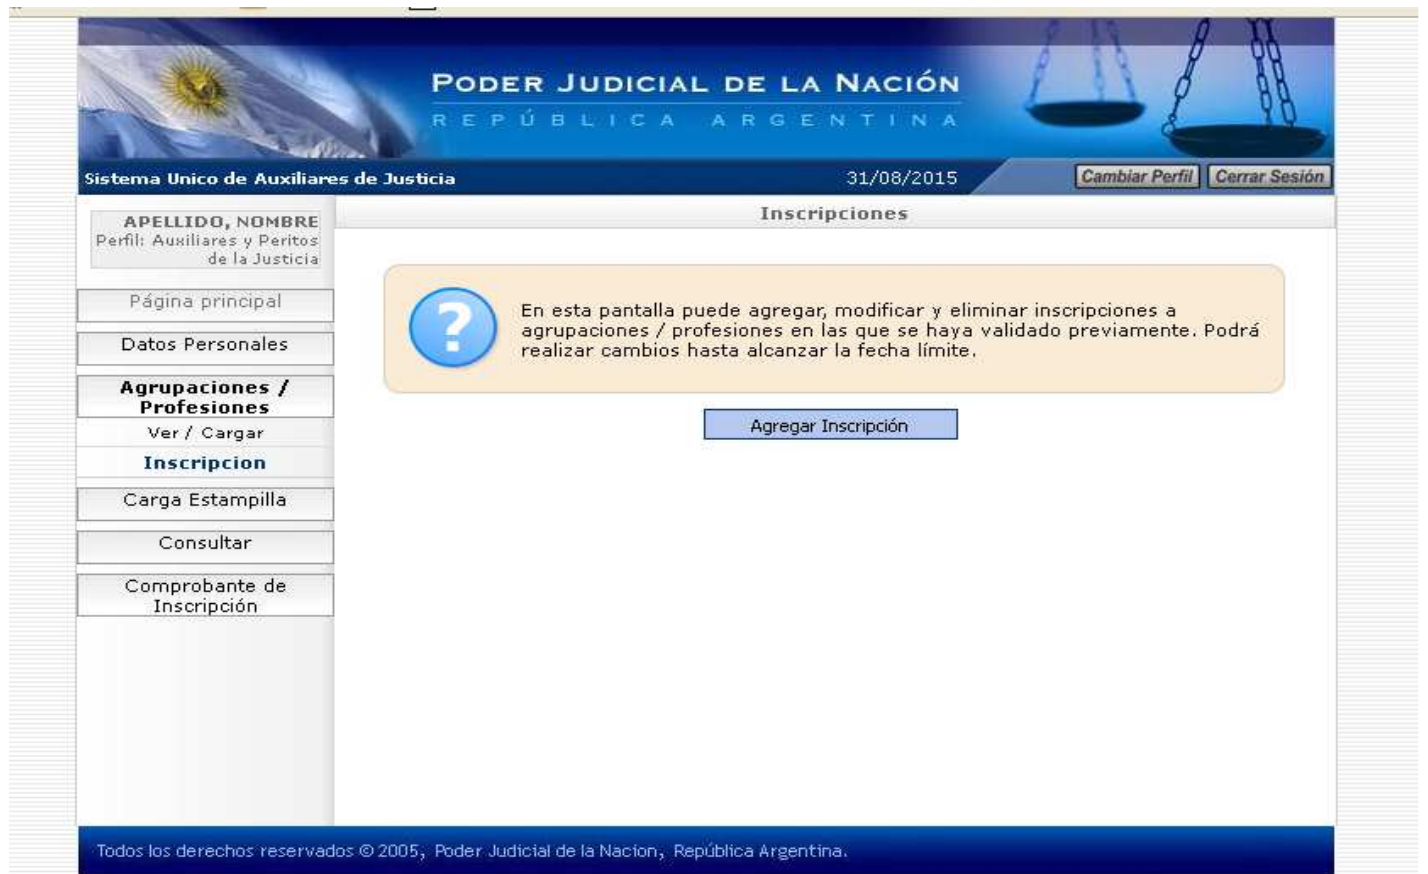 PODER JUDICIAL DE LA NACIÓN
REPÚBLICA ARGENTINA
Sistema Unico de Auxiliares de Justicia
31/08/2015
Cambiar Perfil
Cerrar Sesión
APELLIDO, NOMBRE
Perfil: Auxiliares y Peritos
de la Justicia
Página principal
Datos Personales
Agrupaciones /
Profesiones
Ver / Cargar
Inscripcion
Carga Estampilla
Consultar
Comprobante de
Inscripción
Inscripciones
?
En esta pantalla puede agregar, modificar y eliminar inscripciones a
agrupaciones / profesiones en las que se haya validado previamente. Podrá
realizar cambios hasta alcanzar la fecha límite.
Agregar Inscripción
Todos los derechos reservados © 2005, Poder Judicial de la Nacion, República Argentina.